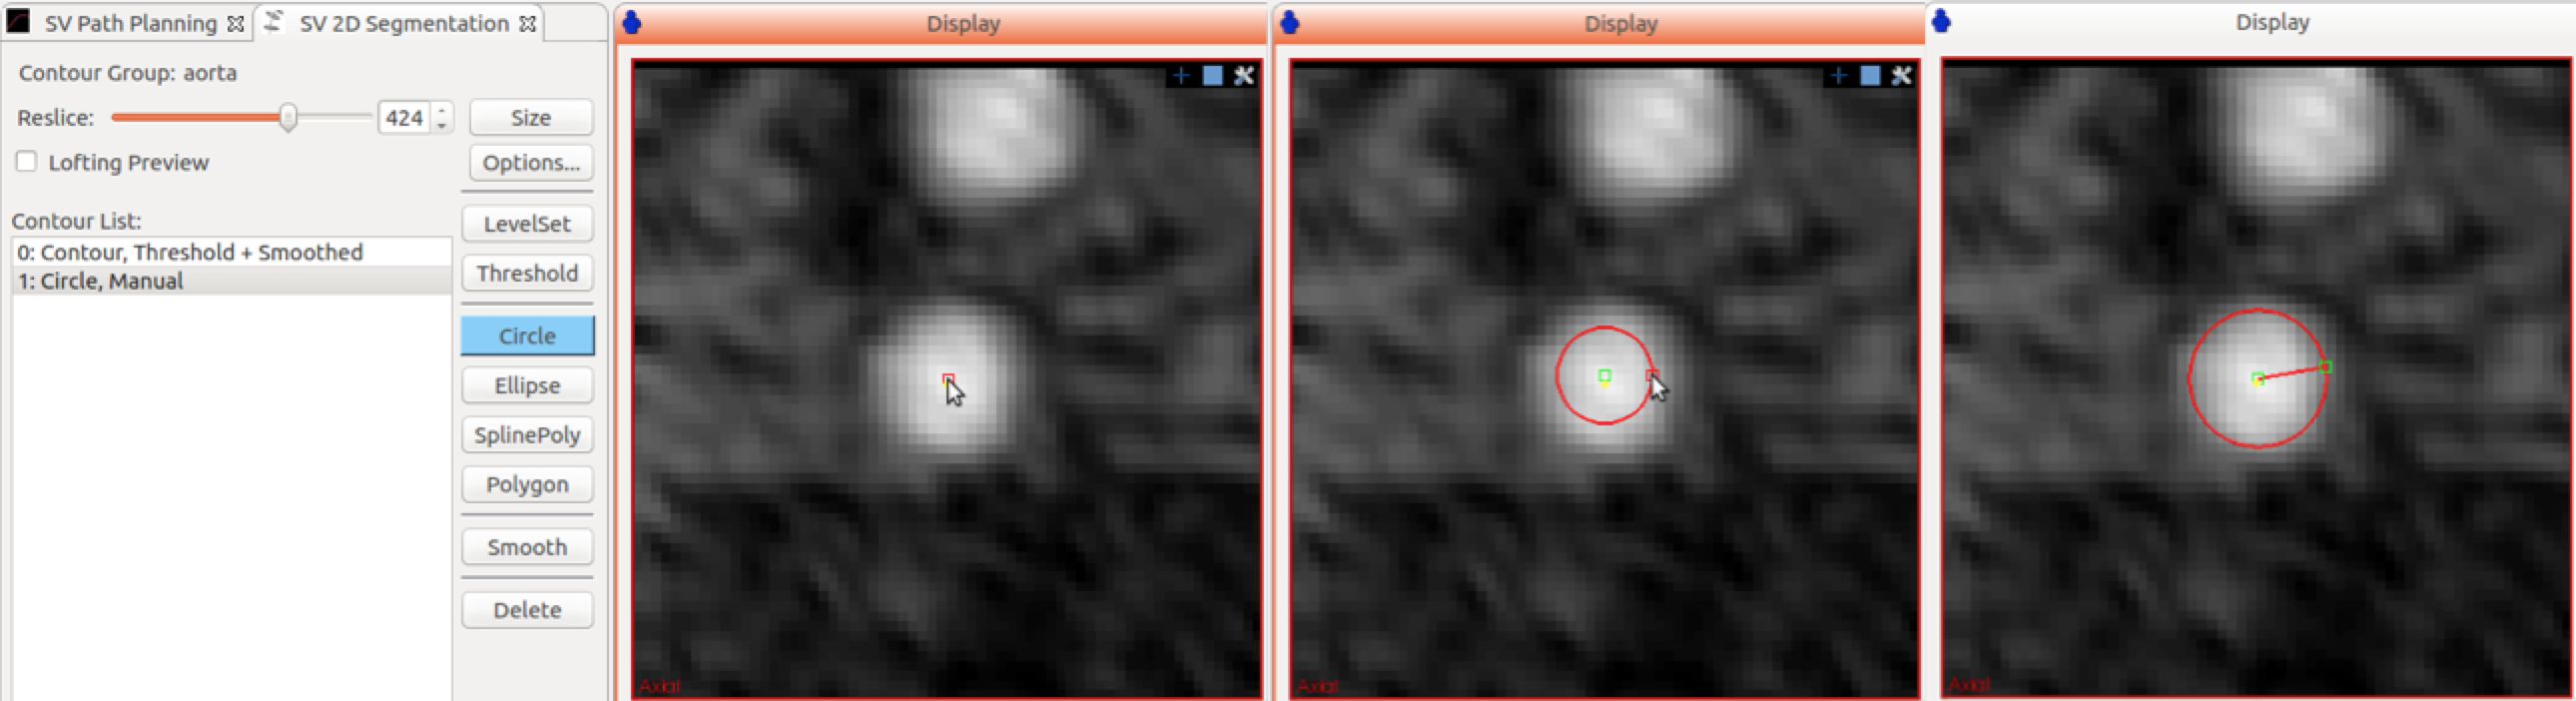 SV Path Planning
SV 2D Segmentation
Contour Group: aorta
Reslice: 424 Size
Lofting Preview Options...
Contour List:
0: Contour, Threshold + Smoothed
1: Circle, Manual
LevelSet
Threshold
Circle
Ellipse
SplinePoly
Polygon
Smooth
Delete
Display
Axial
Display
Axial
Display
Axial